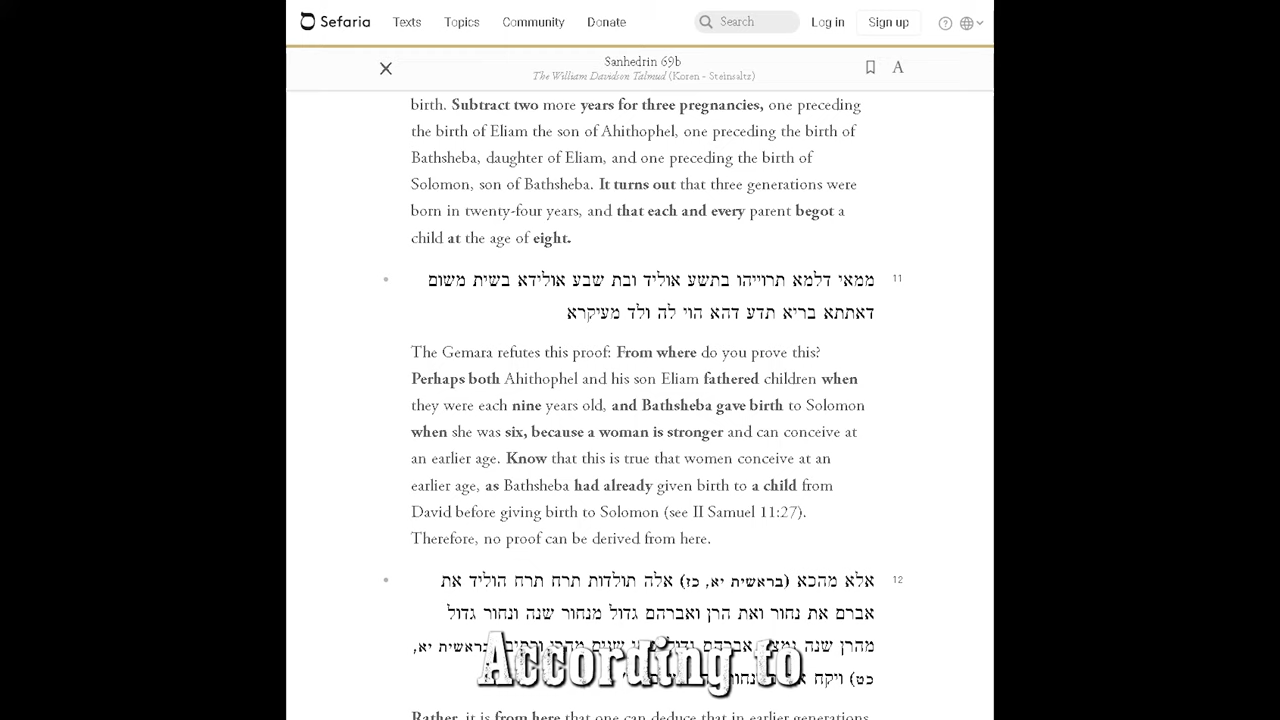 Sefaria Texts Topics Community Donate Search Log in Sign up
Sanhedrin 69b
The William Davidson Talmud (Koren - Steinsaltz)
A
birth. Subtract two more years for three pregnancies, one preceding
the birth of Eliam the son of Ahithophel, one preceding the birth of
Bathsheba, daughter of Eliam, and one preceding the birth of
Solomon, son of Bathsheba. It turns out that three generations were
born in twenty-four years, and that each and every parent begot a
child at the age of eight.
11
ממאי דלמא תרוייהו בתשע אוליד ובת שבע אולידא בשית משום
דאתתא בריא תדע דהא הוי לה ולד מעיקרא
The Gemara refutes this proof: From where do you prove this?
Perhaps both Ahithophel and his son Eliam fathered children when
they were each nine years old, and Bathsheba gave birth to Solomon
when she was six, because a woman is stronger and can conceive at
an earlier age. Know that this is true that women conceive at an
earlier age, as Bathsheba had already given birth to a child from
David before giving birth to Solomon (see II Samuel 11:27).
Therefore, no proof can be derived from here.
12
אלא מהכא (בראשית יא, כז) אלה תולדות תרח תרח הוליד את
אברם את נחור ואת הרן ואברהם גדול מנחור שנה ונחור גדול
מהרן שנה נמצא אברהם בראשית יא,
כט) ויקח
According to
Rather, it is from here that one can deduce that in earlier generations